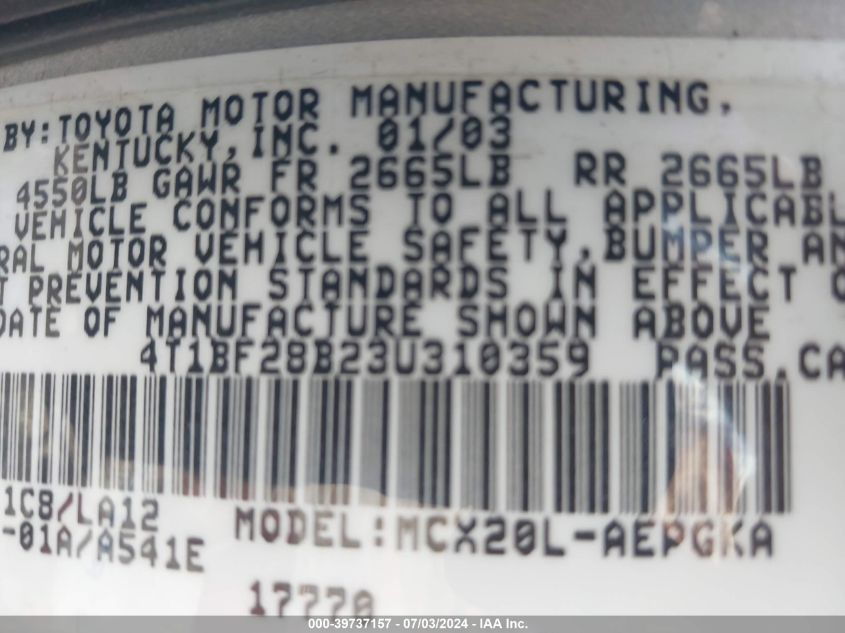 BY: TOYOTA MOTOR MANUFACTURING,
KENTUCKY, INC. 01/03
4550LB GAWR FR 2665LB RR 2665LB
VEHICLE CONFORMS TO ALL APPLICABL
RAL MOTOR VEHICLE SAFETY, BUMPER AN
T PREVENTION STANDARDS IN EFFECT O
DATE OF MANUFACTURE SHOWN ABOVE
4T1BF28B23U310359 PASS.CA
1C8/LA12
-01A/A541E
MODEL:MCX20L-AEPGKA
17770
000-39737157 - 07/03/2024 - IAA Inc.